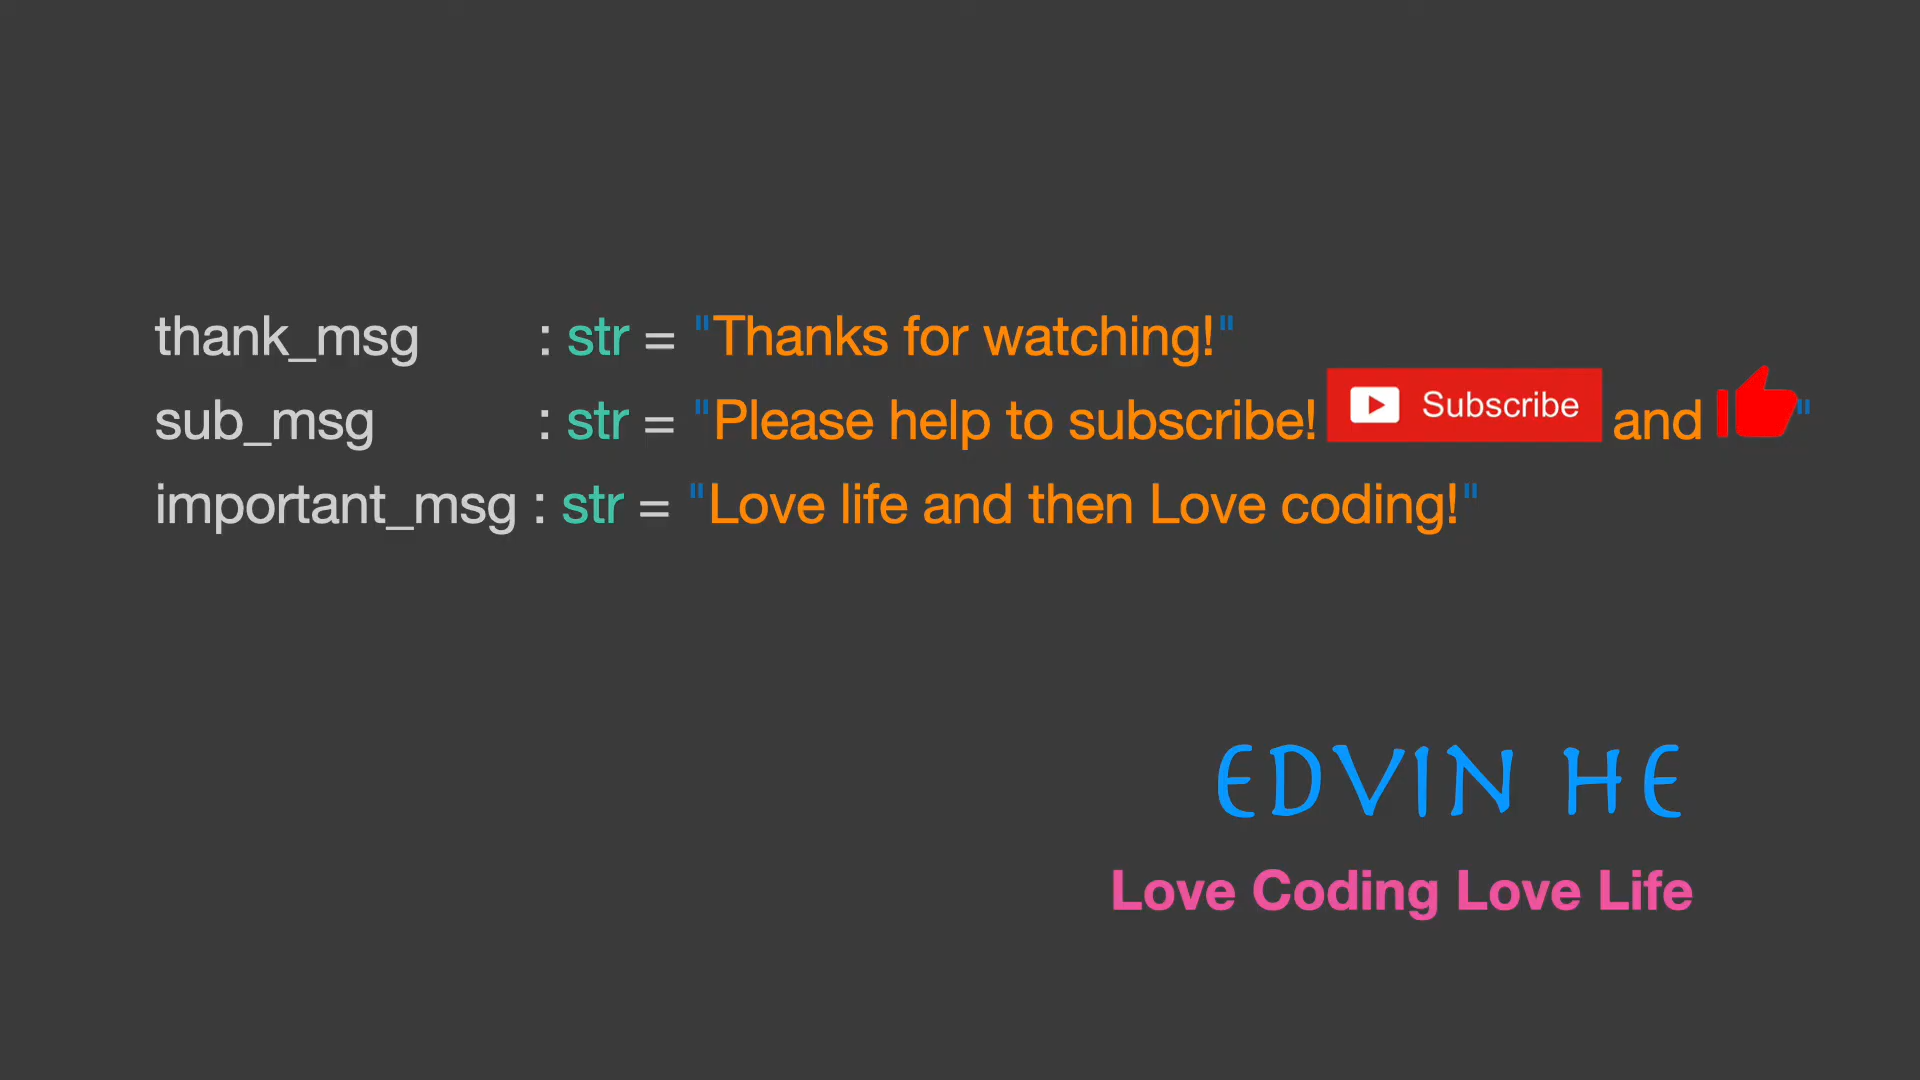 thank_msg : str = "Thanks for watching!"
sub_msg : str = "Please help to subscribe! Subscribe and "
important_msg : str = "Love life and then Love coding!"
EDVIN HE
Love Coding Love Life